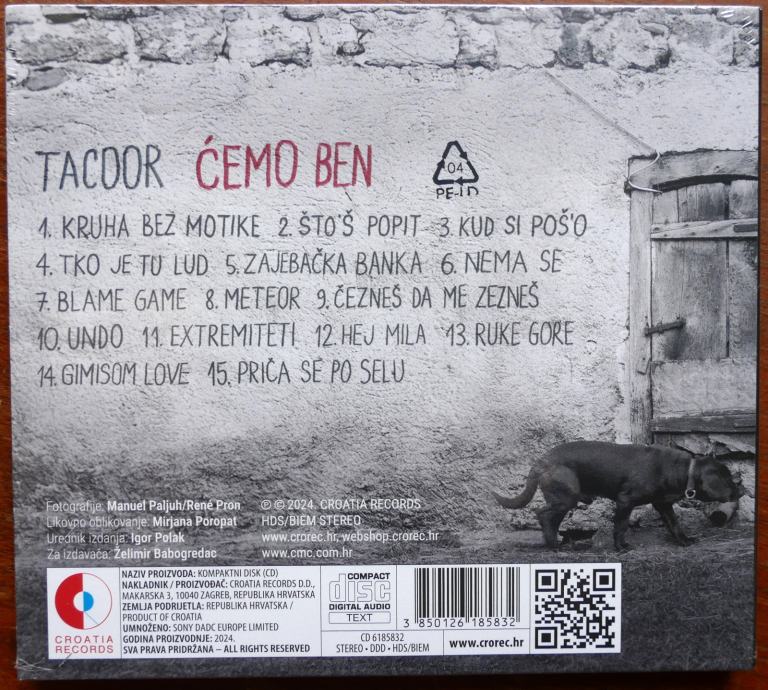 TACOOR ĆEMO BEN
04
PE-LD
1. KRUHA BEZ MOTIKE 2. ŠTO'Š POPIT 3. KUD SI POŠ'O
4. TKO JE TU LUD 5. ZAJEBAČKA BANKA 6. NEMA SE
7. BLAME GAME 8. METEOR 9. ČEZNEŠ DA ME ZEZNEŠ
10. UNDO 11. EXTREMITETI 12. HEJ MILA 13. RUKE GORE
14. GIMISOM LOVE 15. PRIČA SE PO SELU
Fotografije: Manuel Paljuh/René Pron
Likovno oblikovanje: Mirjana Poropat
Urednik izdanja: Igor Polak
Za izdavača: Želimir Babogredac
℗ © 2024. CROATIA RECORDS
HDS/BIEM STEREO
www.crorec.hr, webshop.crorec.hr
www.cmc.com.hr
CROATIA
RECORDS
NAZIV PROIZVODA: KOMPAKTNI DISK (CD)
NAKLADNIK / PROIZVOĐAČ: CROATIA RECORDS D.D.,
MAKARSKA 3, 10040 ZAGREB, REPUBLIKA HRVATSKA
ZEMLJA PODRIJETLA: REPUBLIKA HRVATSKA /
PRODUCT OF CROATIA
UMNOŽENO: SONY DADC EUROPE LIMITED
GODINA PROIZVODNJE: 2024.
SVA PRAVA PRIDRŽANA – ALL RIGHTS RESERVED
COMPACT
disc
DIGITAL AUDIO
TEXT
CD 6185832
STEREO • DDD • HDS/BIEM
3 850126 185832
www.crorec.hr